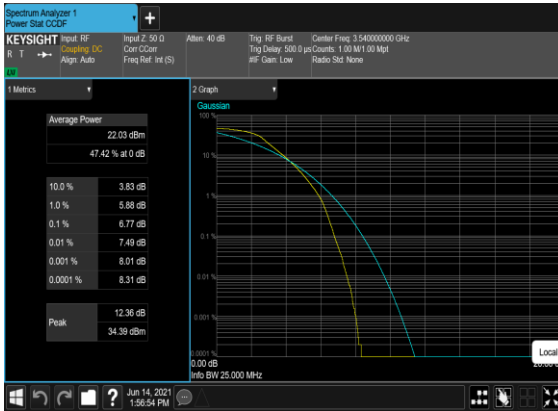 Spectrum Analyzer 1
Power Stat CCDF
KEYSIGHT
R T
LXI
Input: RF
Coupling: DC
Align: Auto
Input Z: 50 Ω
Corr CCorr
Freq Ref: Int (S)
Atten: 40 dB
Trig: RF Burst
Trig Delay: 500.0 µs
#IF Gain: Low
Center Freq: 3.540000000 GHz
Counts: 1.00 M/1.00 Mpt
Radio Std: None
1 Metrics
Average Power
22.03 dBm
47.42 % at 0 dB
10.0 % 3.83 dB
1.0 % 5.88 dB
0.1 % 6.77 dB
0.01 % 7.49 dB
0.001 % 8.01 dB
0.0001 % 8.31 dB
Peak
12.36 dB
34.39 dBm
2 Graph
Gaussian
100 %
10 %
1 %
0.1 %
0.01 %
0.001 %
0.0001 %
0.00 dB
Info BW 25.000 MHz
Local
Jun 14, 2021
1:56:54 PM